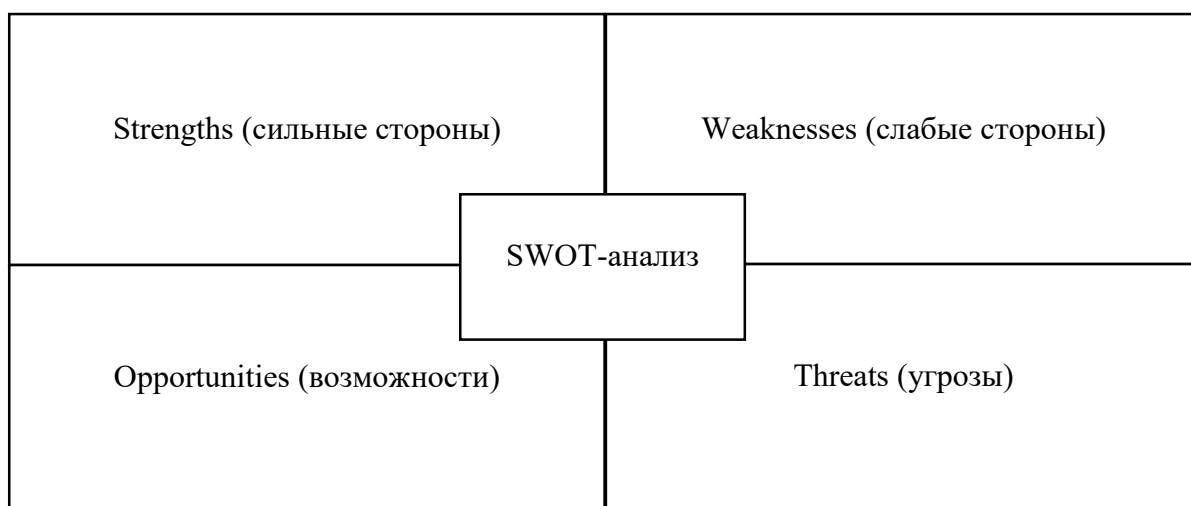 Strengths (сильные стороны)
Weaknesses (слабые стороны)
SWOT-анализ
Opportunities (возможности)
Threats (угрозы)